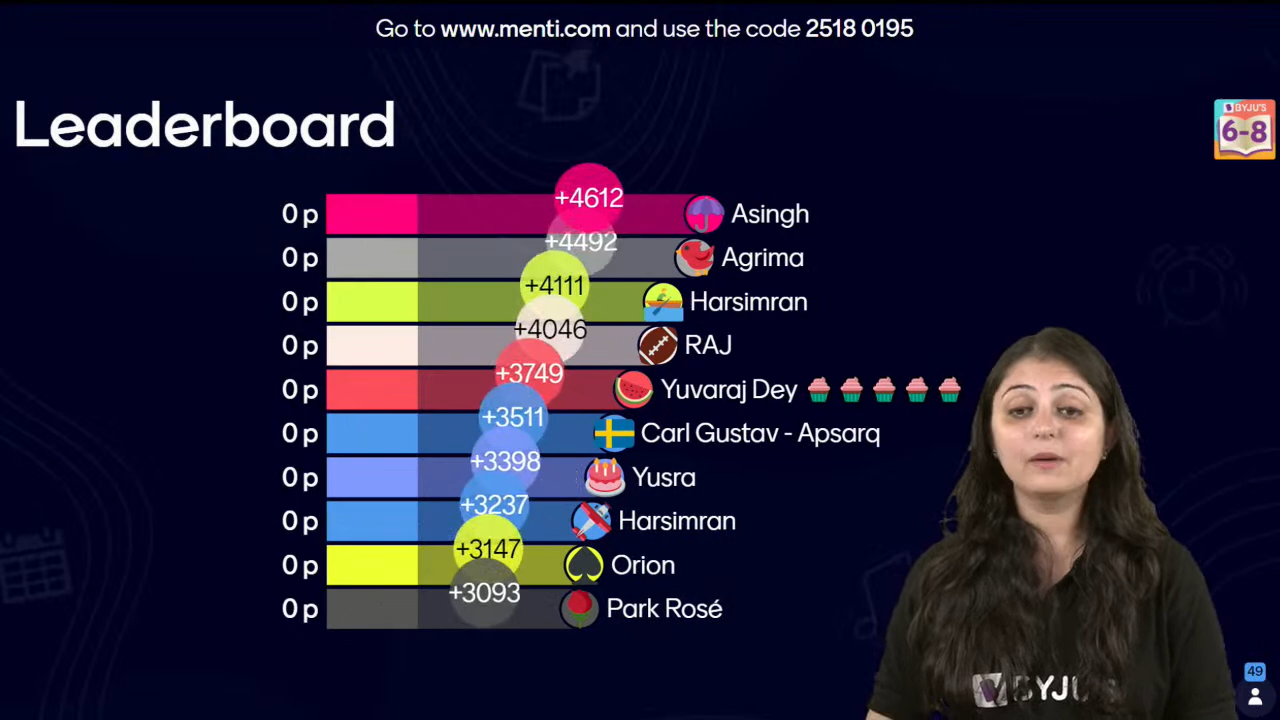 Go to www.menti.com and use the code 2518 0195
Leaderboard
BYJU'S
6-8
0 p +4612 Asingh
0 p +4492 Agrima
0 p +4111 Harsimran
0 p +4046 RAJ
0 p +3749 Yuvaraj Dey
0 p +3511 Carl Gustav - Apsarq
0 p +3398 Yusra
0 p +3237 Harsimran
0 p +3147 Orion
0 p +3093 Park Rosé
BYJU'S
49